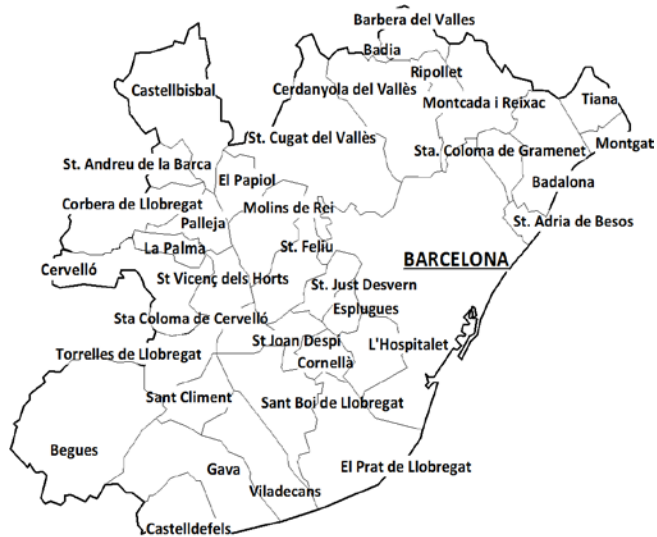 Barbera del Valles
Badia
Ripollet
Castellbisbal
Cerdanyola del Vallès
Montcada i Reixac
Tiana
St. Cugat del Vallès
Montgat
Sta. Coloma de Gramenet
St. Andreu de la Barca
El Papiol
Badalona
Corbera de Llobregat
Molins de Rei
Palleja
St. Adria de Besos
La Palma
St. Feliu
BARCELONA
Cervelló
St Vicenç dels Horts
St. Just Desvern
Esplugues
Sta Coloma de Cervelló
St Joan Despi
L'Hospitalet
Torrelles de Llobregat
Cornellà
Sant Climent
Sant Boi de Llobregat
Begues
Gava
El Prat de Llobregat
Viladecans
Castelldefels